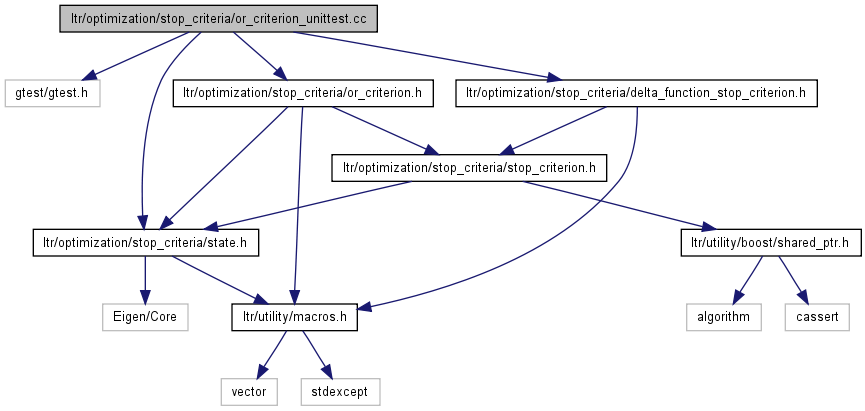 ltr/optimization/stop_criteria/or_criterion_unittest.cc
gtest/gtest.h
ltr/optimization/stop_criteria/or_criterion.h
ltr/optimization/stop_criteria/delta_function_stop_criterion.h
ltr/optimization/stop_criteria/stop_criterion.h
ltr/optimization/stop_criteria/state.h
ltr/utility/boost/shared_ptr.h
Eigen/Core
ltr/utility/macros.h
algorithm
cassert
vector
stdexcept